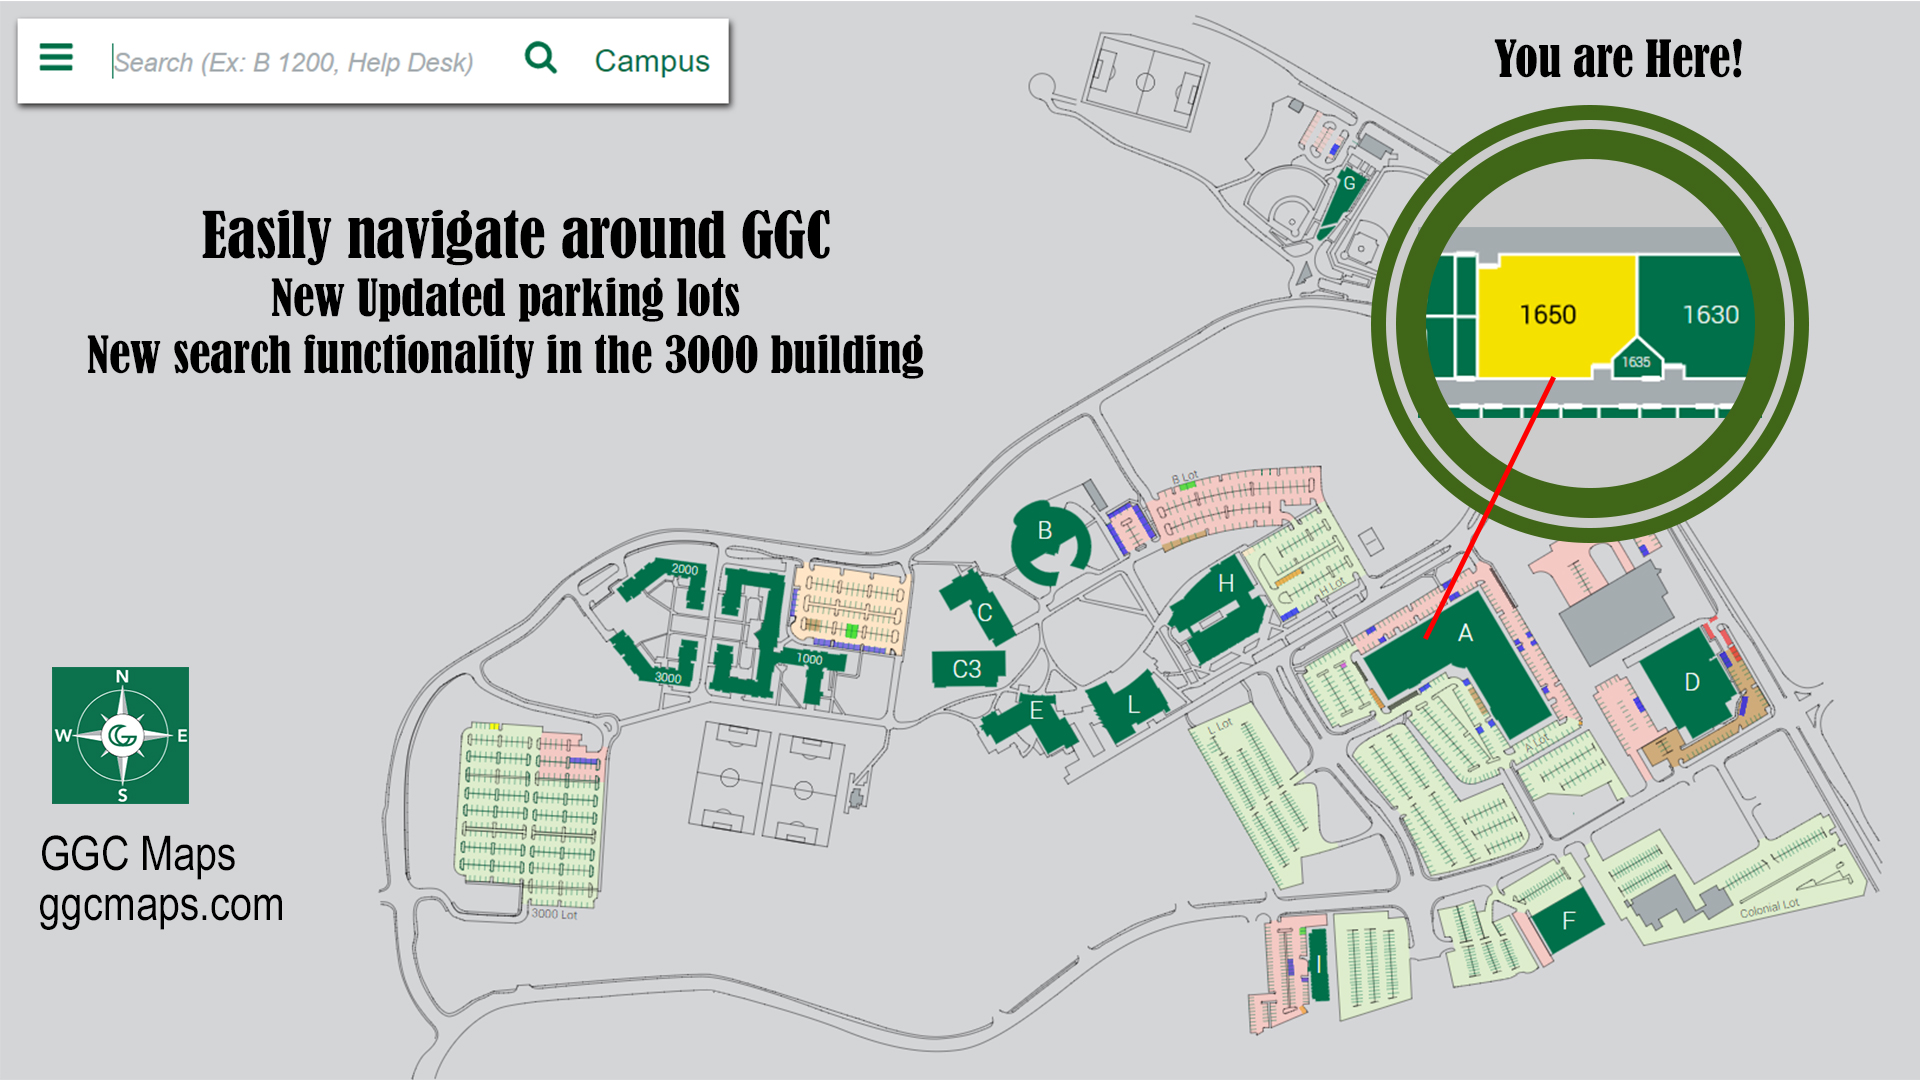 Search (Ex: B 1200, Help Desk)
Campus
You are Here!
Easily navigate around GGC
New Updated parking lots
New search functionality in the 3000 building
1650
1630
1635
G
B Lot
B
H
H Lot
2000
C
A
1000
C3
3000
D
E
L
N
W
G
E
S
L Lot
A Lot
GGC Maps
ggcmaps.com
3000 Lot
F
Colonial Lot
I